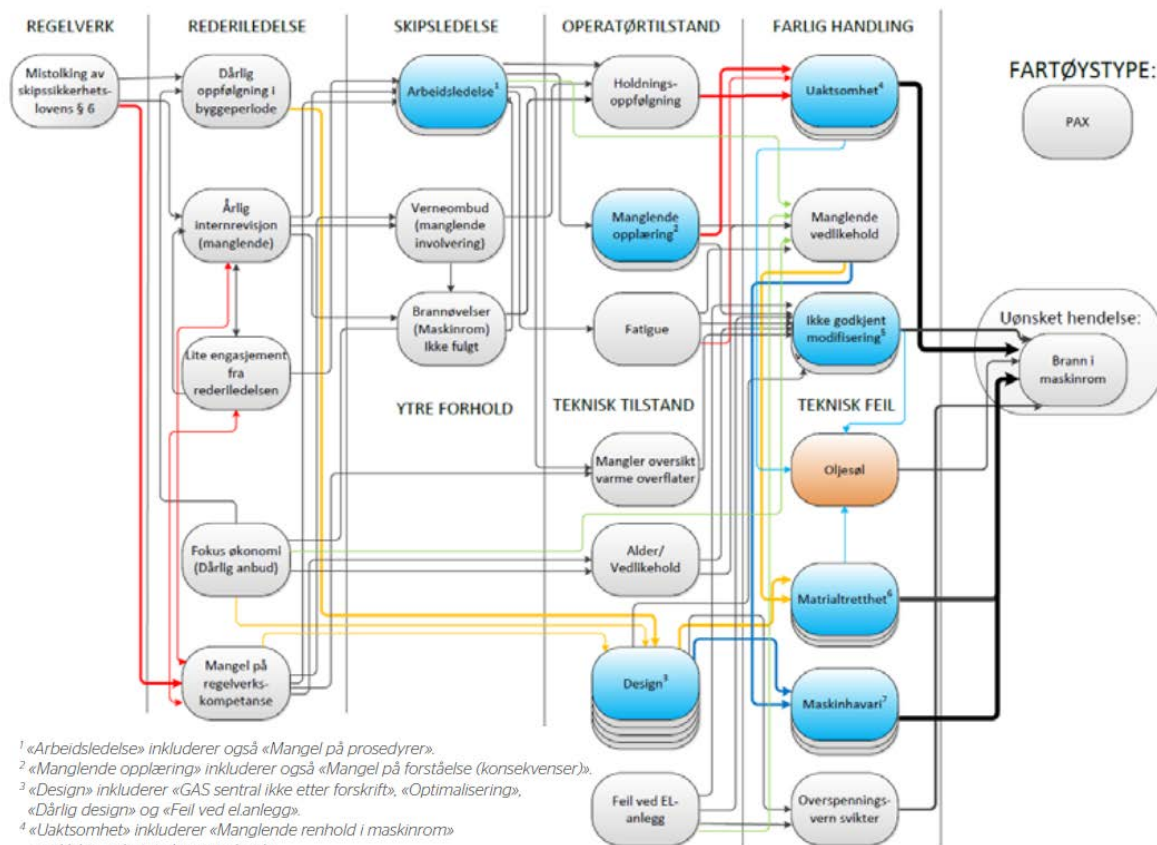 REGELVERK
REDERILEDELSE
SKIPSLEDELSE
OPERATØRTILSTAND
FARLIG HANDLING
Mistolking av
skipssikkerhets-
lovens § 6
Dårlig
oppfølgning i
byggeperiode
Arbeidsledelse¹
Holdnings-
oppfølgning
Uaktsomhet⁴
FARTØYSTYPE:
PAX
Årlig
internrevisjon
(manglende)
Verneombud
(manglende
involvering)
Manglende
opplæring²
Manglende
vedlikehold
Lite engasjement
fra
rederiledelsen
Brannøvelser
(Maskinrom)
Ikke fulgt
Fatigue
Ikke godkjent
modifisering⁵
Uønsket hendelse:
Brann i
maskinrom
YTRE FORHOLD
TEKNISK TILSTAND
TEKNISK FEIL
Mangler oversikt
varme overflater
Oljesøl
Fokus økonomi
(Dårlig anbud)
Alder/
Vedlikehold
Matrialtretthet⁶
Mangel på
regelverks-
kompetanse
Design³
Maskinhavari⁷
Feil ved EL-
anlegg
Overspennings-
vern svikter
¹ «Arbeidsledelse» inkluderer også «Mangel på prosedyrer».
² «Manglende opplæring» inkluderer også «Mangel på forståelse (konsekvenser)».
³ «Design» inkluderer «GAS sentral ikke etter forskrift», «Optimalisering»,
«Dårlig design» og «Feil ved el.anlegg».
⁴ «Uaktsomhet» inkluderer «Manglende renhold i maskinrom»